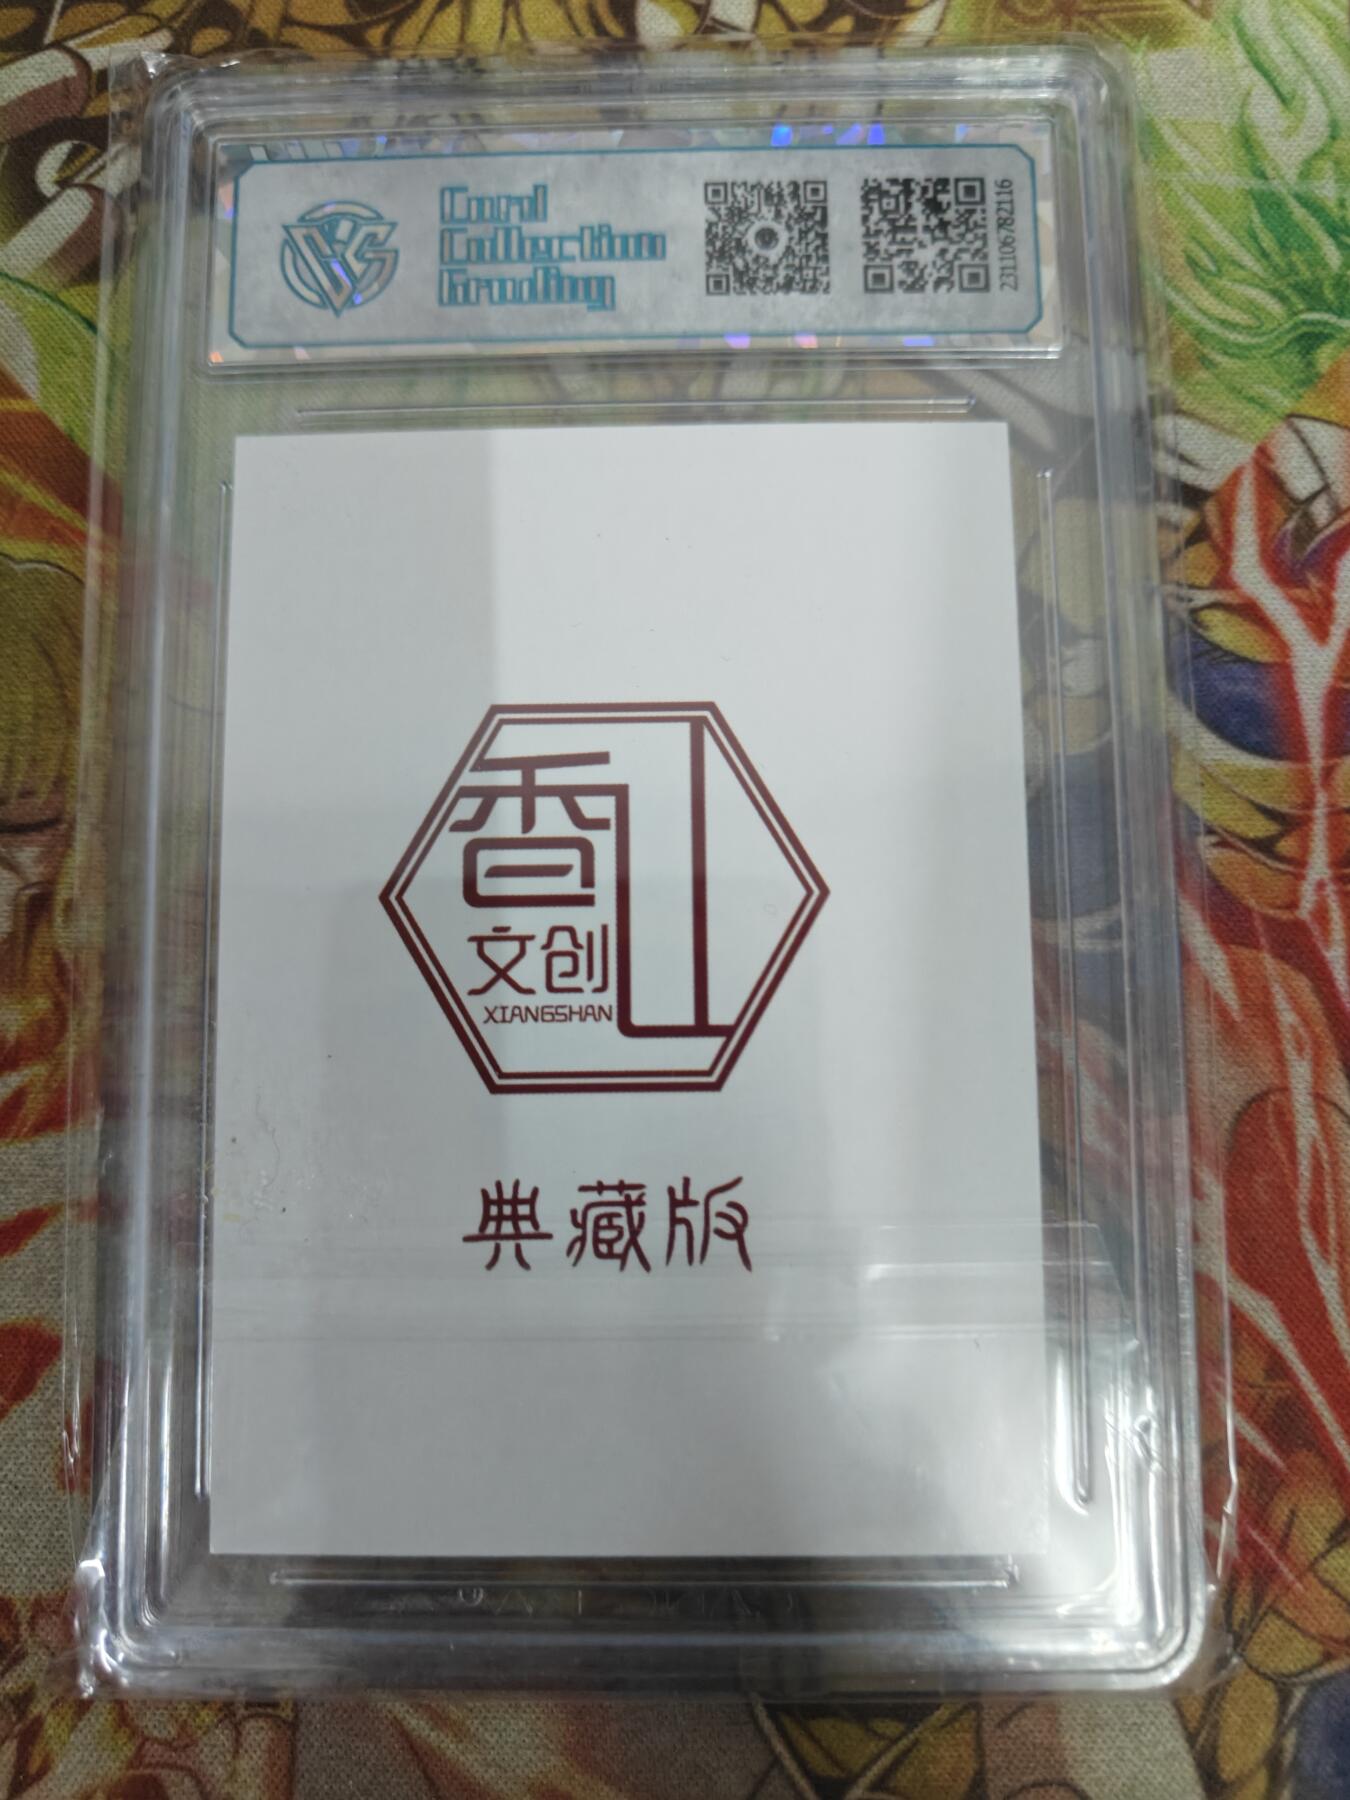 CCG
Card
Collection
Grading
231106782116
香山
文创
XIANGSHAN
典藏版